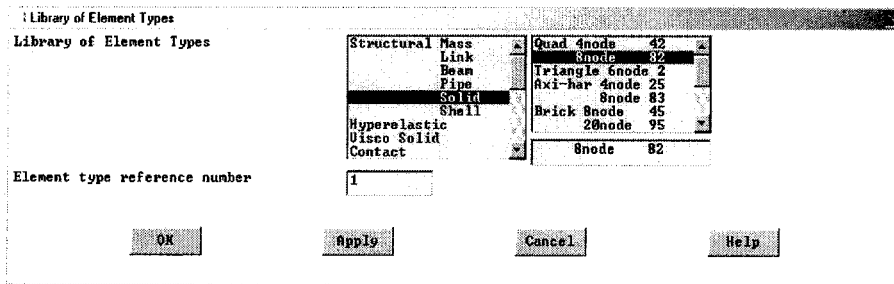 Library of Element Types
Library of Element Types
Structural Mass
Link
Beam
Pipe
Solid
Shell
Hyperelastic
Visco Solid
Contact
Quad 4node 42
8node 82
Triangle 6node 2
Axi-har 4node 25
8node 83
Brick 8node 45
20node 95
8node 82
Element type reference number
1
OK
Apply
Cancel
Help